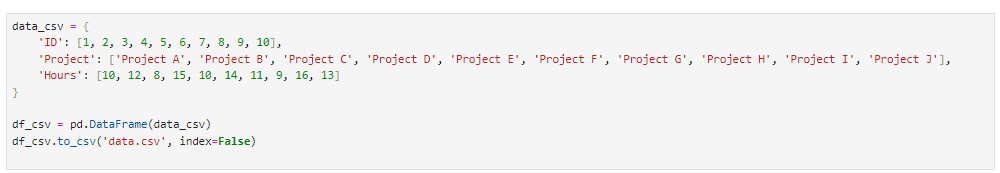 data_csv = {
    'ID': [1, 2, 3, 4, 5, 6, 7, 8, 9, 10],
    'Project': ['Project A', 'Project B', 'Project C', 'Project D', 'Project E', 'Project F', 'Project G', 'Project H', 'Project I', 'Project J'],
    'Hours': [10, 12, 8, 15, 10, 14, 11, 9, 16, 13]
}

df_csv = pd.DataFrame(data_csv)
df_csv.to_csv('data.csv', index=False)